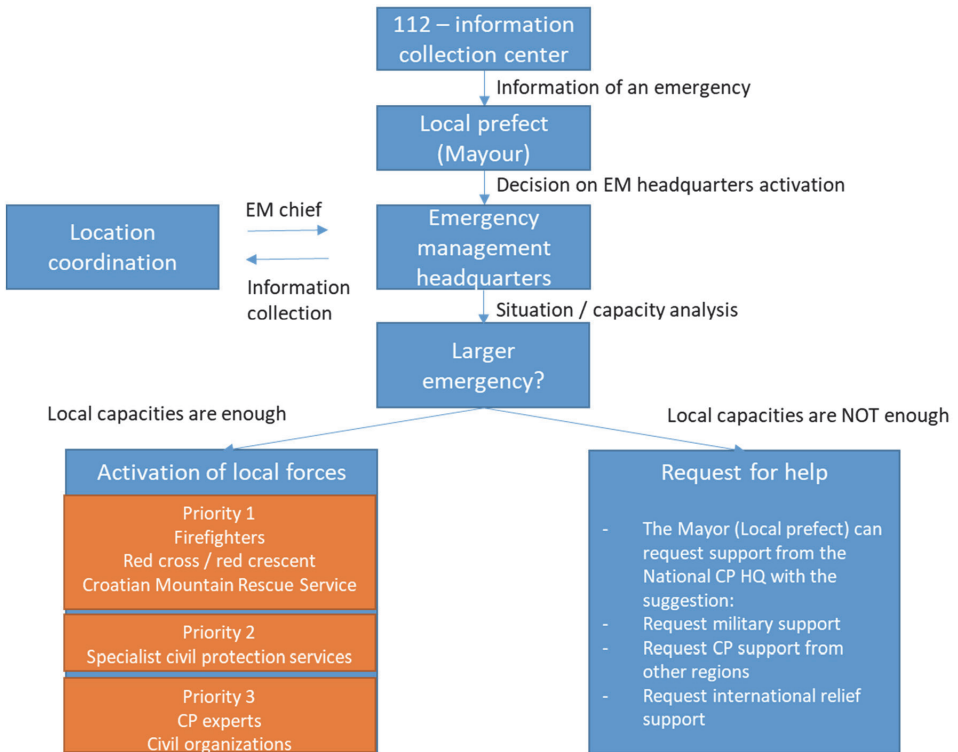 112 – information
collection center
Information of an emergency
Local prefect
(Mayour)
Decision on EM headquarters activation
EM chief
Location
coordination
Information
collection
Emergency
management
headquarters
Situation / capacity analysis
Larger
emergency?
Local capacities are enough
Local capacities are NOT enough
Activation of local forces
Priority 1
Firefighters
Red cross / red crescent
Croatian Mountain Rescue Service
Priority 2
Specialist civil protection services
Priority 3
CP experts
Civil organizations
Request for help
- The Mayor (Local prefect) can
request support from the
National CP HQ with the
suggestion:
- Request military support
- Request CP support from
other regions
- Request international relief
support